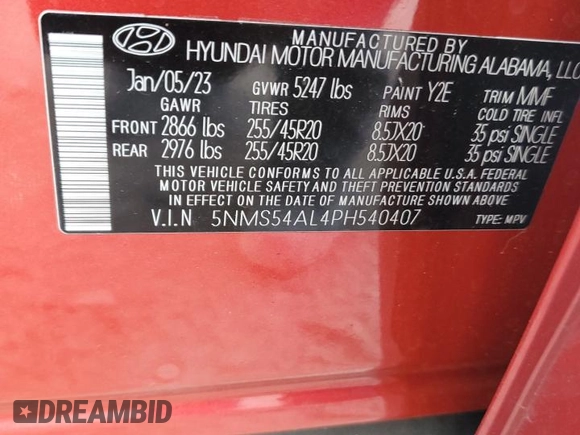 MANUFACTURED BY
HYUNDAI MOTOR MANUFACTURING ALABAMA, LLC
Jan/05/23 GVWR 5247 lbs PAINT Y2E TRIM MMF
GAWR TIRES RIMS COLD TIRE INFL
FRONT 2866 lbs 255/45R20 8.5JX20 35 psi SINGLE
REAR 2976 lbs 255/45R20 8.5JX20 35 psi SINGLE
THIS VEHICLE CONFORMS TO ALL APPLICABLE U.S.A. FEDERAL
MOTOR VEHICLE SAFETY AND THEFT PREVENTION STANDARDS
IN EFFECT ON THE DATE OF MANUFACTURE SHOWN ABOVE
V.I.N 5NMS54AL4PH540407 TYPE: MPV
DREAMBID